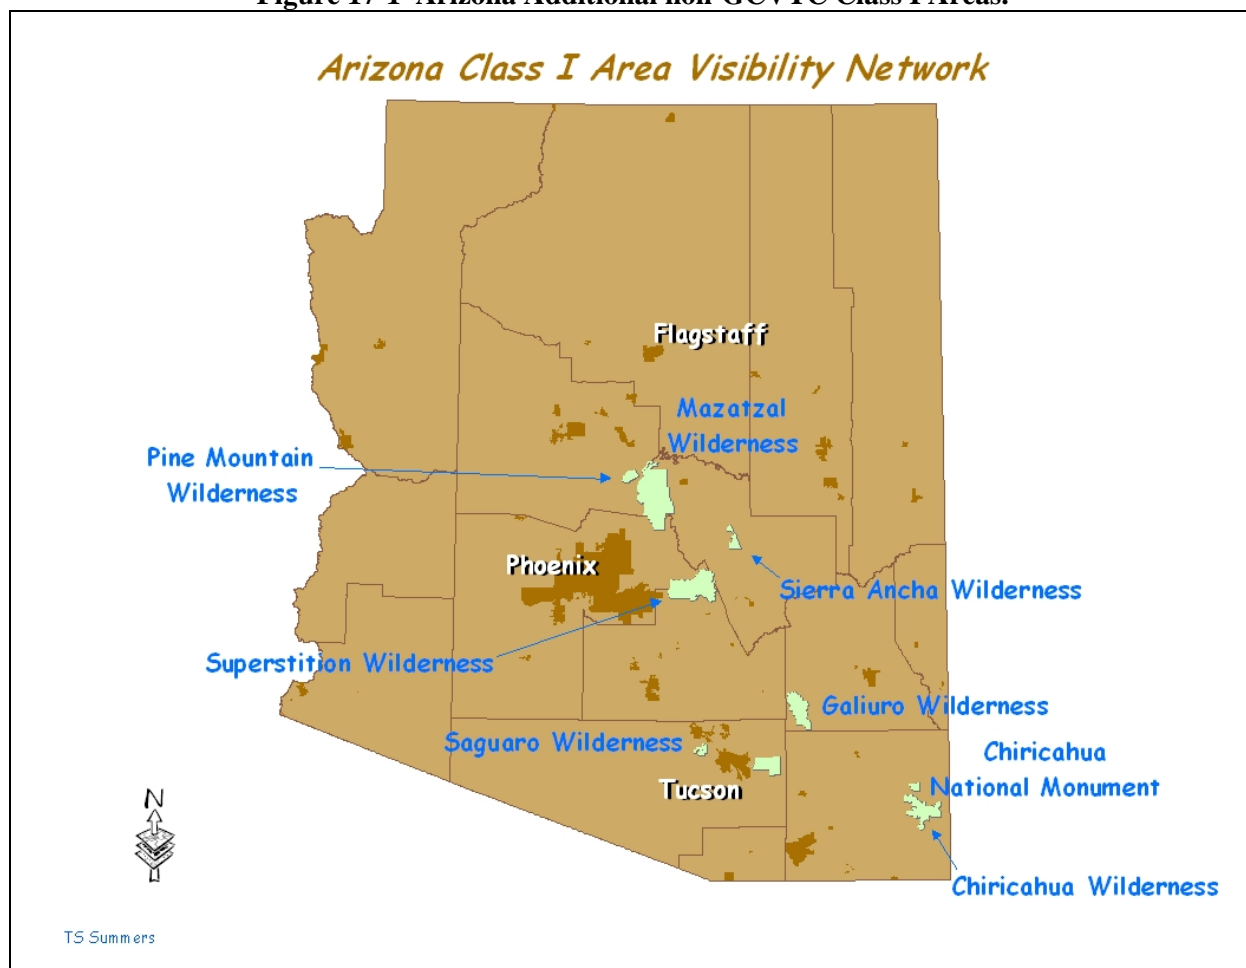 Figure 17-1 Arizona Additional non-GCVTC Class I Areas.
Arizona Class I Area Visibility Network
Flagstaff
Mazatzal
Wilderness
Pine Mountain
Wilderness
Phoenix
Sierra Ancha Wilderness
Superstition Wilderness
Galiuro Wilderness
Saguaro Wilderness
Chiricahua
National Monument
Tucson
N
Chiricahua Wilderness
TS Summers